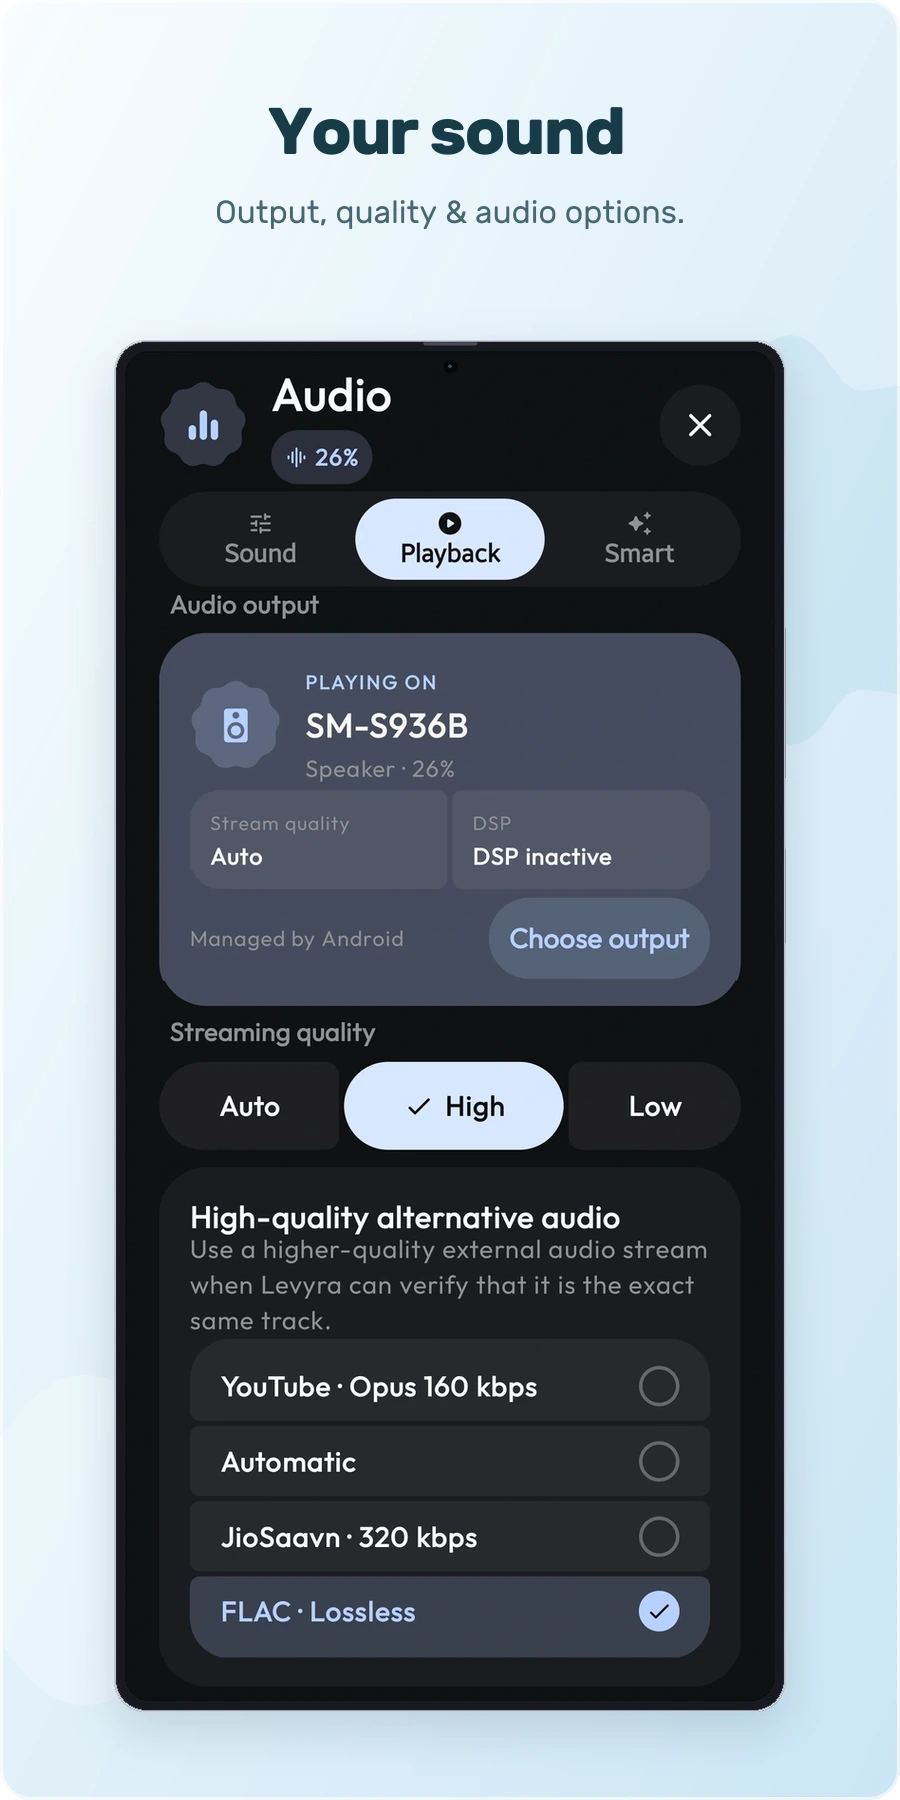 Your sound
Output, quality & audio options.
Audio
26%
Sound
Playback
Smart
Audio output
PLAYING ON
SM-S936B
Speaker · 26%
Stream quality
Auto
DSP
DSP inactive
Managed by Android
Choose output
Streaming quality
Auto
High
Low
High-quality alternative audio
Use a higher-quality external audio stream
when Levyra can verify that it is the exact
same track.
YouTube · Opus 160 kbps
Automatic
JioSaavn · 320 kbps
FLAC · Lossless